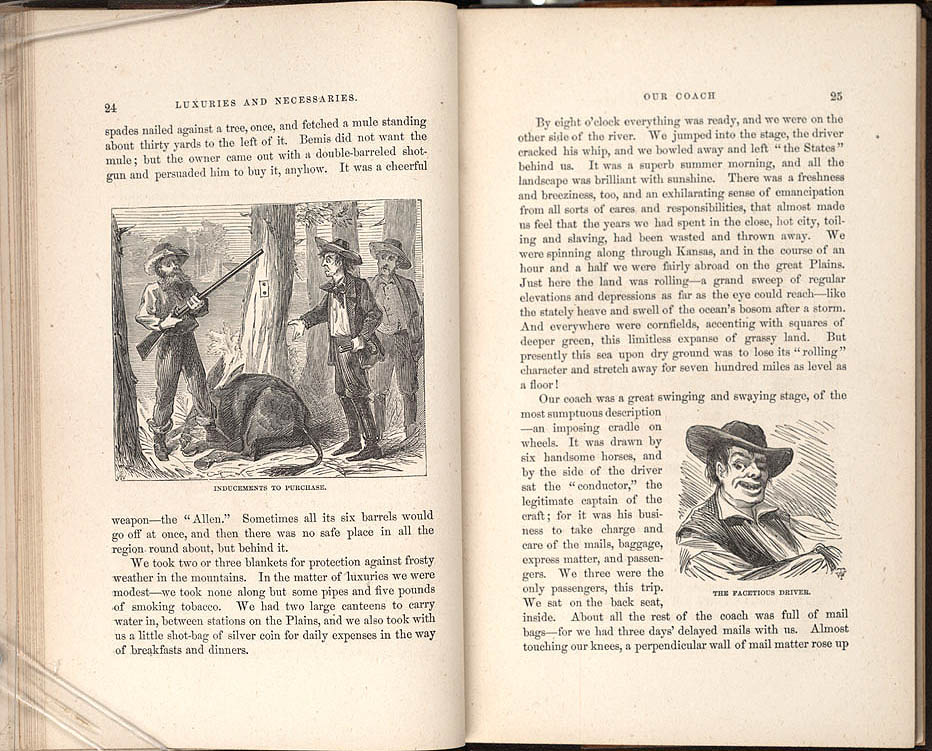 24
LUXURIES AND NECESSARIES.
spades nailed against a tree, once, and fetched a mule standing
about thirty yards to the left of it. Bemis did not want the
mule; but the owner came out with a double-barreled shot-
gun and persuaded him to buy it, anyhow. It was a cheerful
INDUCEMENTS TO PURCHASE.
weapon—the "Allen." Sometimes all its six barrels would
go off at once, and then there was no safe place in all the
region round about, but behind it.
We took two or three blankets for protection against frosty
weather in the mountains. In the matter of luxuries we were
modest—we took none along but some pipes and five pounds
of smoking tobacco. We had two large canteens to carry
water in, between stations on the Plains, and we also took with
us a little shot-bag of silver coin for daily expenses in the way
of breakfasts and dinners.
OUR COACH
25
By eight o'clock everything was ready, and we were on the
other side of the river. We jumped into the stage, the driver
cracked his whip, and we bowled away and left "the States"
behind us. It was a superb summer morning, and all the
landscape was brilliant with sunshine. There was a freshness
and breeziness, too, and an exhilarating sense of emancipation
from all sorts of cares and responsibilities, that almost made
us feel that the years we had spent in the close, hot city, toil-
ing and slaving, had been wasted and thrown away. We
were spinning along through Kansas, and in the course of an
hour and a half we were fairly abroad on the great Plains.
Just here the land was rolling—a grand sweep of regular
elevations and depressions as far as the eye could reach—like
the stately heave and swell of the ocean's bosom after a storm.
And everywhere were cornfields, accenting with squares of
deeper green, this limitless expanse of grassy land. But
presently this sea upon dry ground was to lose its "rolling"
character and stretch away for seven hundred miles as level as
a floor!
Our coach was a great swinging and swaying stage, of the
most sumptuous description
—an imposing cradle on
wheels. It was drawn by
six handsome horses, and
by the side of the driver
sat the "conductor," the
legitimate captain of the
craft; for it was his busi-
ness to take charge and
care of the mails, baggage,
express matter, and passen-
gers. We three were the
only passengers, this trip.
We sat on the back seat,
THE FACETIOUS DRIVER.
inside. About all the rest of the coach was full of mail
bags—for we had three days' delayed mails with us. Almost
touching our knees, a perpendicular wall of mail matter rose up